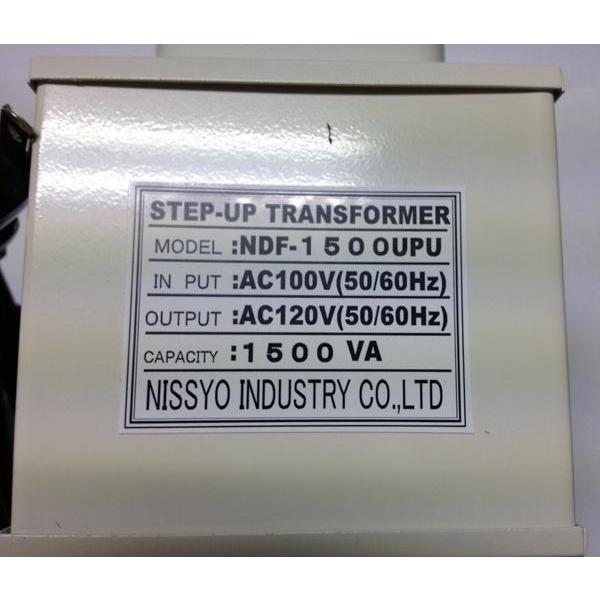 STEP-UP TRANSFORMER
MODEL :NDF-１５００UPU
IN PUT :AC100V(50/60Hz)
OUTPUT :AC120V(50/60Hz)
CAPACITY :１５００ VA
NISSYO INDUSTRY CO.,LTD